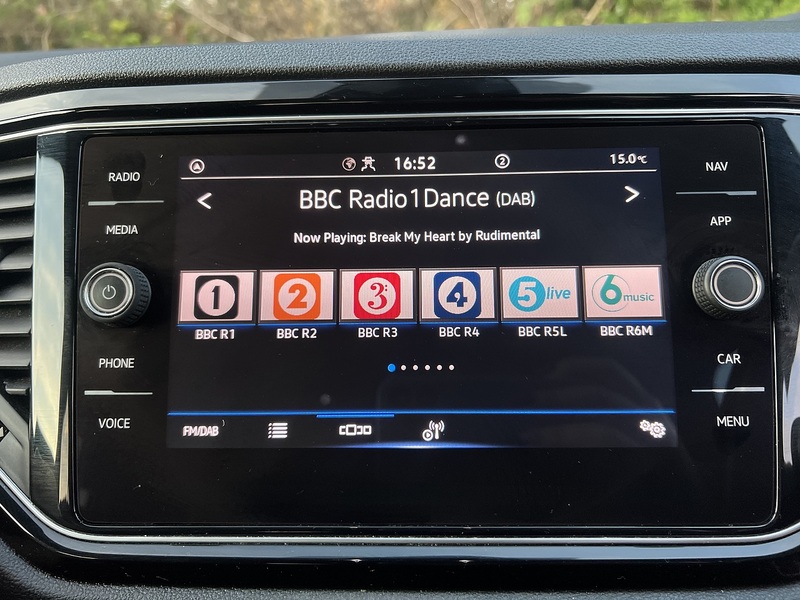 RADIO
MEDIA
PHONE
VOICE
16:52
2
15.0°C
< BBC Radio 1 Dance (DAB) >
Now Playing: Break My Heart by Rudimental
1 2 3 4 5 live 6 music
BBC R1 BBC R2 BBC R3 BBC R4 BBC R5L BBC R6M
FM/DAB
NAV
APP
CAR
MENU